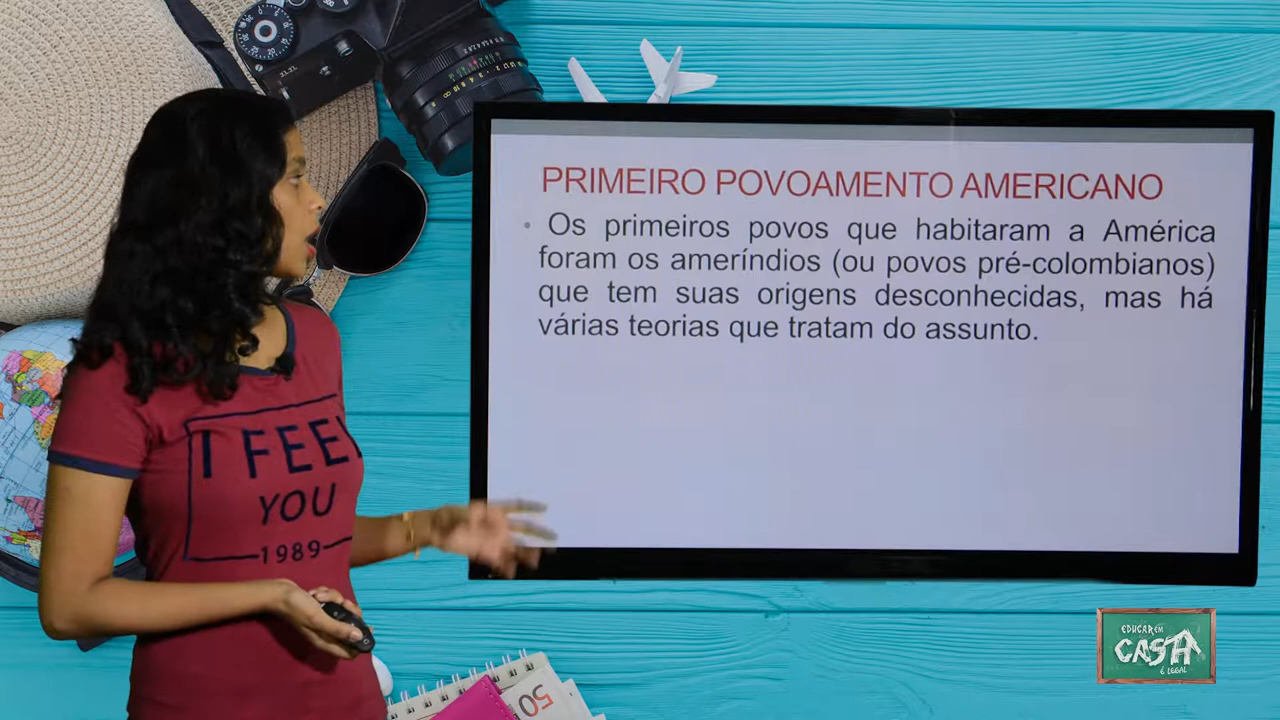 PRIMEIRO POVOAMENTO AMERICANO
• Os primeiros povos que habitaram a América
foram os ameríndios (ou povos pré-colombianos)
que tem suas origens desconhecidas, mas há
várias teorias que tratam do assunto.
I FEEL
YOU
1989
50
EDUCAR EM
CASA
É LEGAL